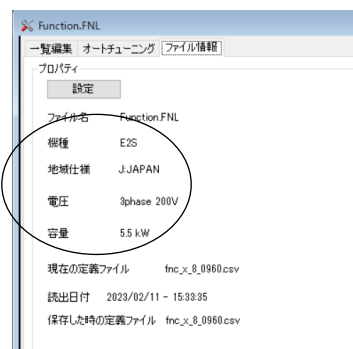 Function.FNL
一覧編集 オートチューニング ファイル情報
プロパティ
設定
ファイル名 Function.FNL
機種 E2S
地域仕様 J:JAPAN
電圧 3phase 200V
容量 5.5 kW
現在の定義ファイル fnc_x_8_0960.csv
読出日付 2023/02/11 - 15:33:35
保存した時の定義ファイル fnc_x_8_0960.csv